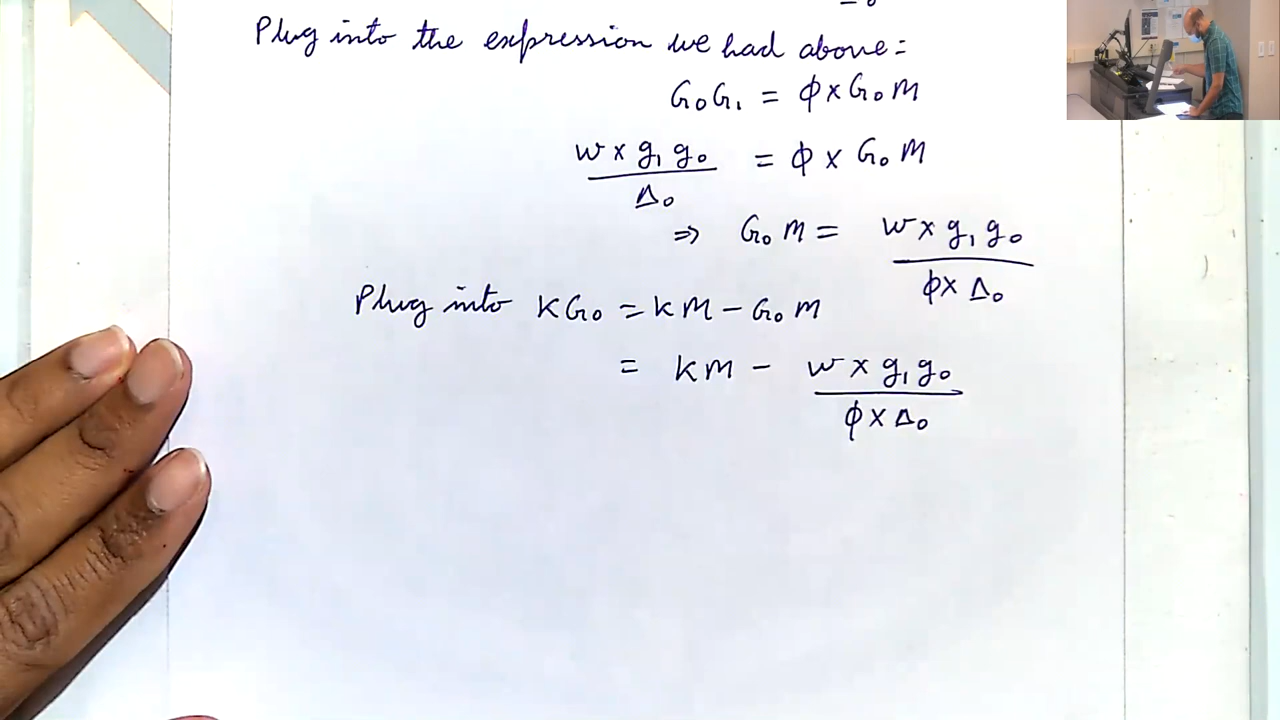 Plug into the expression we had above:
G₀G₁ = ϕ x G₀M
w x g₁g₀ / Δ₀ = ϕ x G₀M
⇒ G₀M = w x g₁g₀ / ϕ x Δ₀
Plug into KG₀ = KM - G₀M
= KM - w x g₁g₀ / ϕ x Δ₀